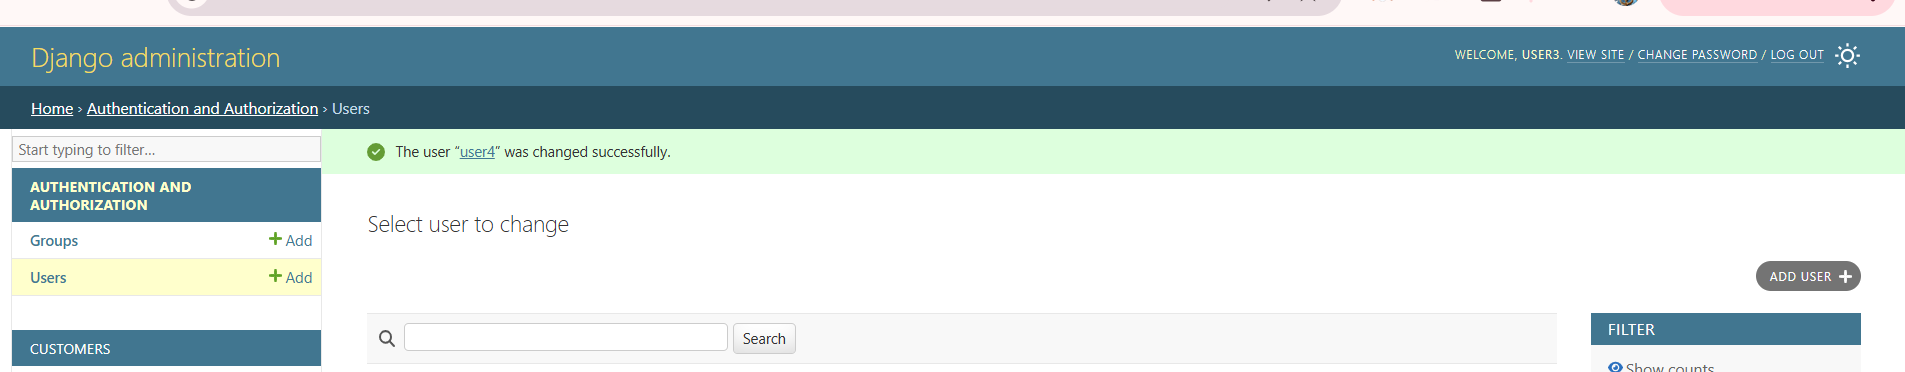 Django administration
WELCOME, USER3. VIEW SITE / CHANGE PASSWORD / LOG OUT
Home › Authentication and Authorization › Users
Start typing to filter...
The user “user4” was changed successfully.
AUTHENTICATION AND
AUTHORIZATION
Groups
Add
Users
Add
CUSTOMERS
Select user to change
ADD USER
Search
FILTER
Show counts